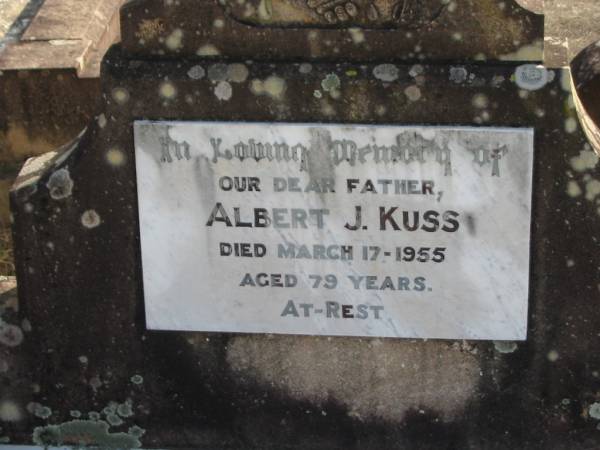 In Loving Memory of
OUR DEAR FATHER,
ALBERT J. KUSS
DIED MARCH 17-1955
AGED 79 YEARS.
AT-REST